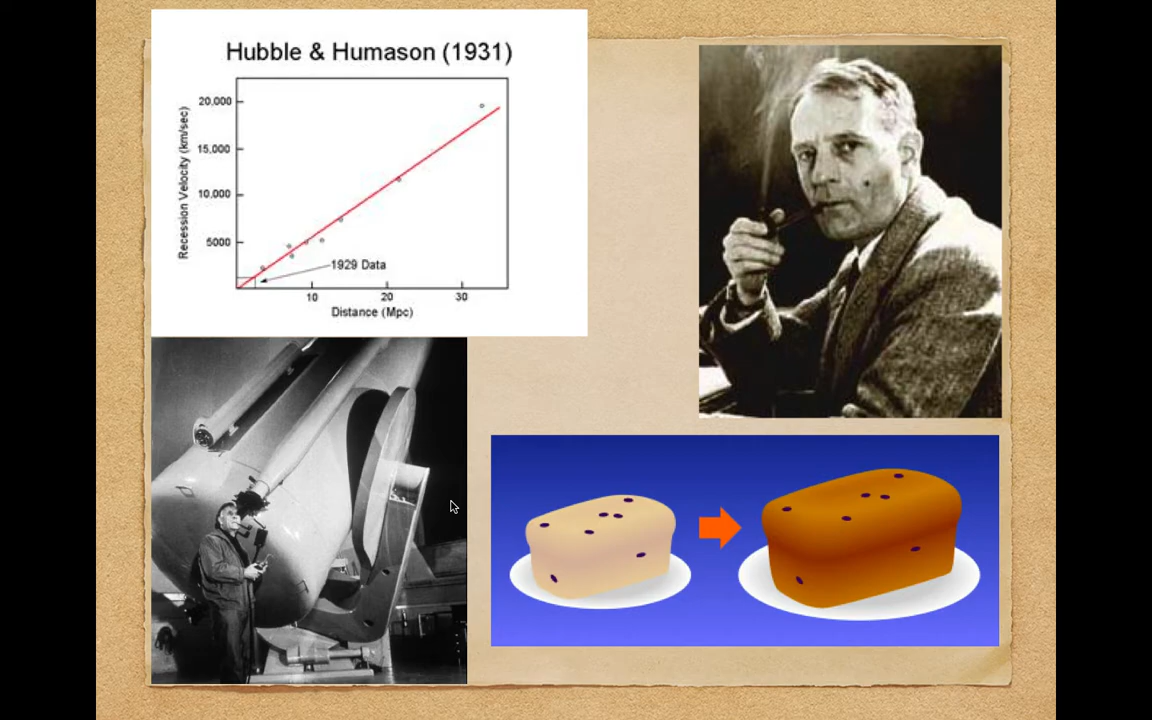 Hubble & Humason (1931)
Recession Velocity (km/sec)
20,000
15,000
10,000
5000
1929 Data
10
20
30
Distance (Mpc)